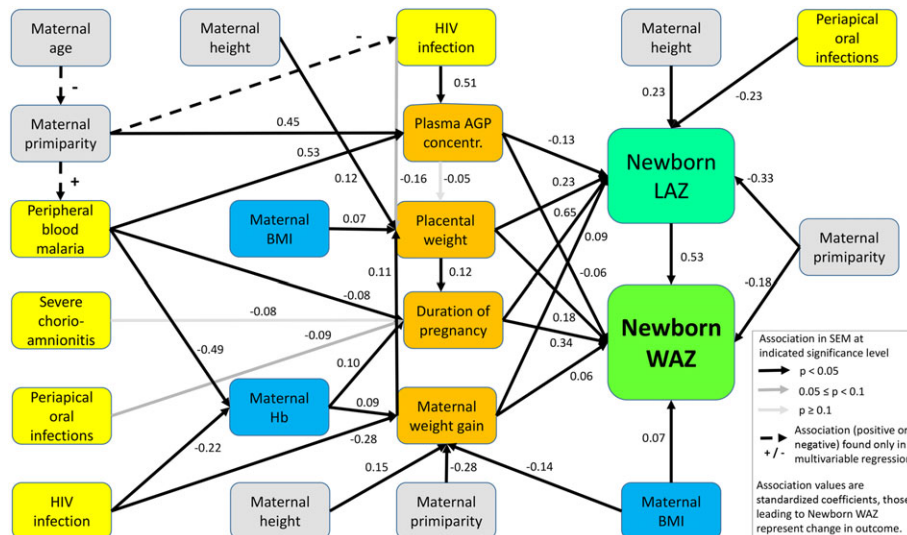 Maternal
age
Maternal
height
HIV
infection
Maternal
height
Periapical
oral
infections
-
-
0.51
0.23
-0.23
Maternal
primiparity
0.45
Plasma AGP
concentr.
-0.13
Newborn
LAZ
+
0.53
0.12
-0.16
-0.05
0.23
0.65
-0.33
Peripheral
blood
malaria
Maternal
BMI
0.07
Placental
weight
0.09
Maternal
primiparity
0.11
0.12
-0.06
0.53
Severe
chorio-
amnionitis
-0.08
-0.08
Duration of
pregnancy
0.18
0.34
-0.18
Newborn
WAZ
-0.49
-0.09
0.10
0.06
Periapical
oral
infections
Maternal
Hb
0.09
Maternal
weight gain
-0.22
-0.28
0.07
0.15
-0.28
-0.14
HIV
infection
Maternal
height
Maternal
primiparity
Maternal
BMI
Association in SEM at
indicated significance level
p < 0.05
0.05 ≤ p < 0.1
p ≥ 0.1
Association (positive or
negative) found only in
+ / -
multivariable regression
Association values are
standardized coefficients, those
leading to Newborn WAZ
represent change in outcome.